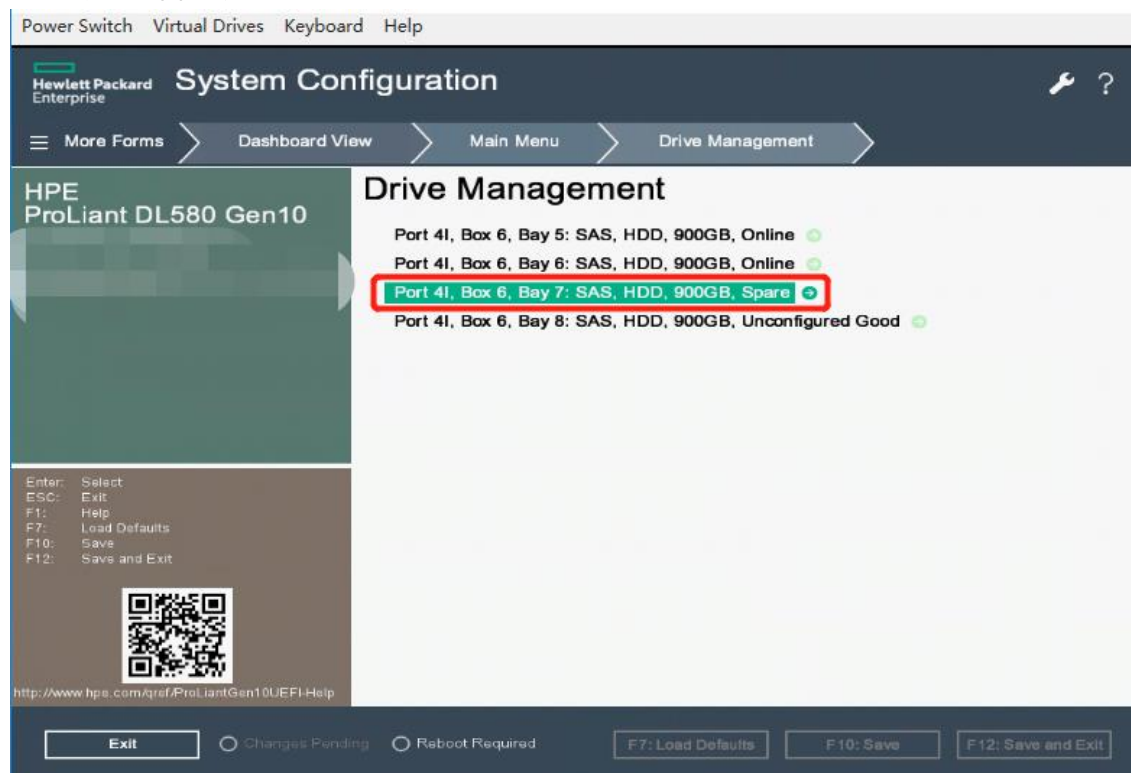 Power Switch Virtual Drives Keyboard Help
Hewlett Packard Enterprise System Configuration ?
More Forms Dashboard View Main Menu Drive Management
HPE
ProLiant DL580 Gen10
Drive Management
Port 4I, Box 6, Bay 5: SAS, HDD, 900GB, Online
Port 4I, Box 6, Bay 6: SAS, HDD, 900GB, Online
Port 4I, Box 6, Bay 7: SAS, HDD, 900GB, Spare
Port 4I, Box 6, Bay 8: SAS, HDD, 900GB, Unconfigured Good
Enter: Select
ESC: Exit
F1: Help
F7: Load Defaults
F10: Save
F12: Save and Exit
http://www.hpe.com/qref/ProLiantGen10UEFI-Help
Exit Changes Pending Reboot Required F7: Load Defaults F10: Save F12: Save and Exit